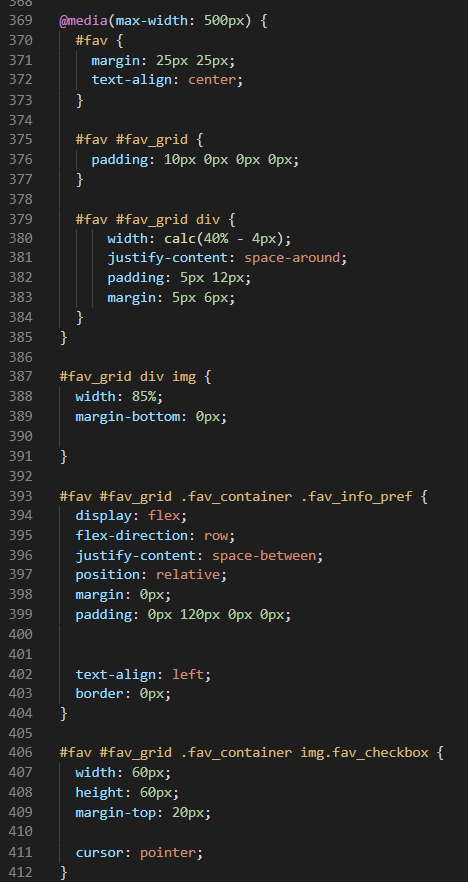 368
369 @media(max-width: 500px) {
370 #fav {
371 margin: 25px 25px;
372 text-align: center;
373 }
374
375 #fav #fav_grid {
376 padding: 10px 0px 0px 0px;
377 }
378
379 #fav #fav_grid div {
380 width: calc(40% - 4px);
381 justify-content: space-around;
382 padding: 5px 12px;
383 margin: 5px 6px;
384 }
385 }
386
387 #fav_grid div img {
388 width: 85%;
389 margin-bottom: 0px;
390
391 }
392
393 #fav #fav_grid .fav_container .fav_info_pref {
394 display: flex;
395 flex-direction: row;
396 justify-content: space-between;
397 position: relative;
398 margin: 0px;
399 padding: 0px 120px 0px 0px;
400
401
402 text-align: left;
403 border: 0px;
404 }
405
406 #fav #fav_grid .fav_container img.fav_checkbox {
407 width: 60px;
408 height: 60px;
409 margin-top: 20px;
410
411 cursor: pointer;
412 }